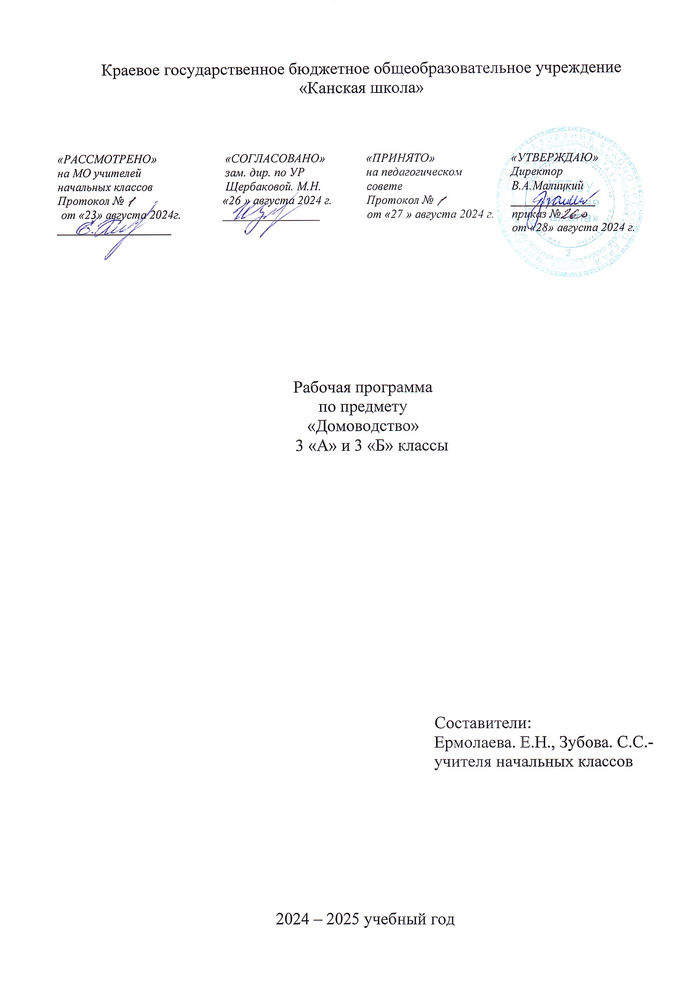 Краевое государственное бюджетное общеобразовательное учреждение
«Канская школа»
«РАССМОТРЕНО»
на МО учителей
начальных классов
Протокол № 1
от «23» августа 2024г.
«СОГЛАСОВАНО»
зам. дир. по УР
Щербаковой. М.Н.
«26 » августа 2024 г.
«ПРИНЯТО»
на педагогическом
совете
Протокол № 1
от «27 » августа 2024 г.
«УТВЕРЖДАЮ»
Директор
В.А.Малицкий
приказ № 260
от «28» августа 2024 г.
Рабочая программа
по предмету
«Домоводство»
3 «А» и 3 «Б» классы
Составители:
Ермолаева. Е.Н., Зубова. С.С.-
учителя начальных классов
2024 – 2025 учебный год